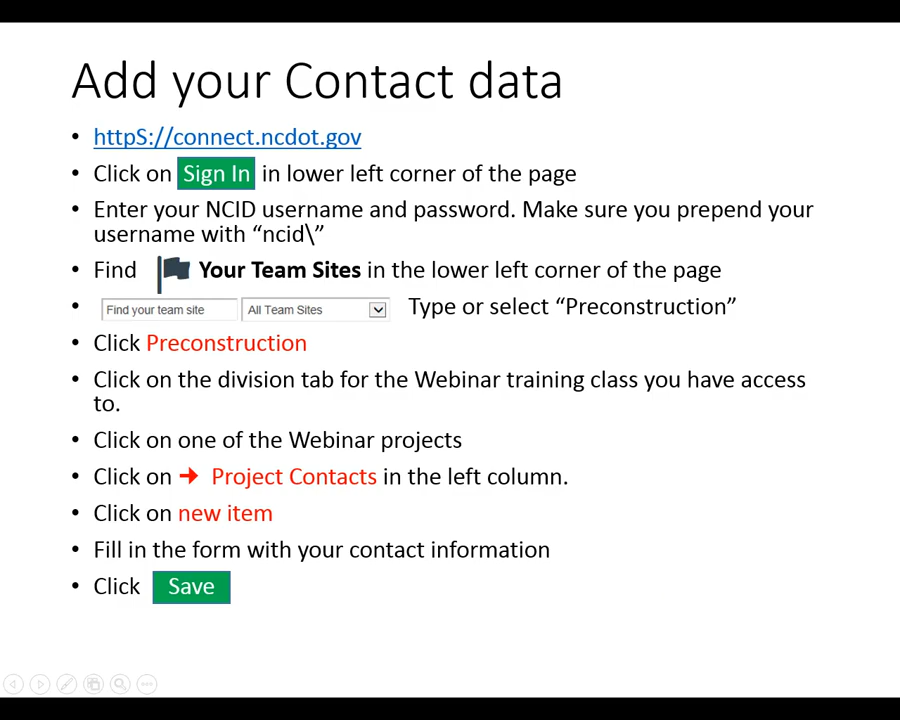 Add your Contact data
• httpS://connect.ncdot.gov
• Click on Sign In in lower left corner of the page
• Enter your NCID username and password. Make sure you prepend your
username with “ncid\”
• Find Your Team Sites in the lower left corner of the page
• Find your team site All Team Sites Type or select “Preconstruction”
• Click Preconstruction
• Click on the division tab for the Webinar training class you have access
to.
• Click on one of the Webinar projects
• Click on ➜ Project Contacts in the left column.
• Click on new item
• Fill in the form with your contact information
• Click Save